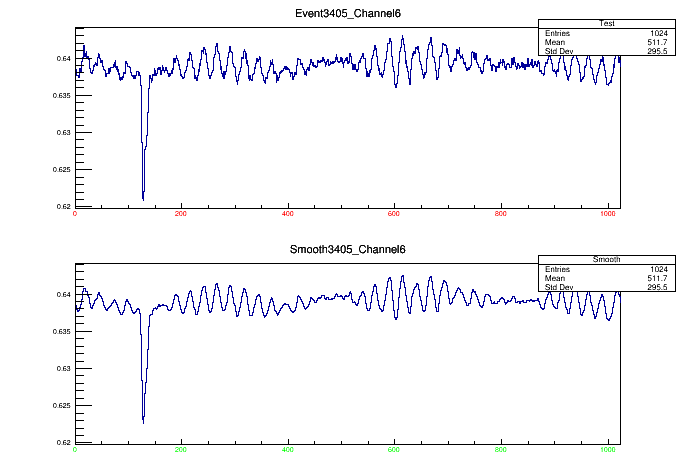 Event3405_Channel6
Test
Entries 1024
Mean 511.7
Std Dev 295.5
0.64
0.635
0.63
0.625
0.62
0 200 400 600 800 1000
Smooth3405_Channel6
Smooth
Entries 1024
Mean 511.7
Std Dev 295.5
0.64
0.635
0.63
0.625
0.62
0 200 400 600 800 1000